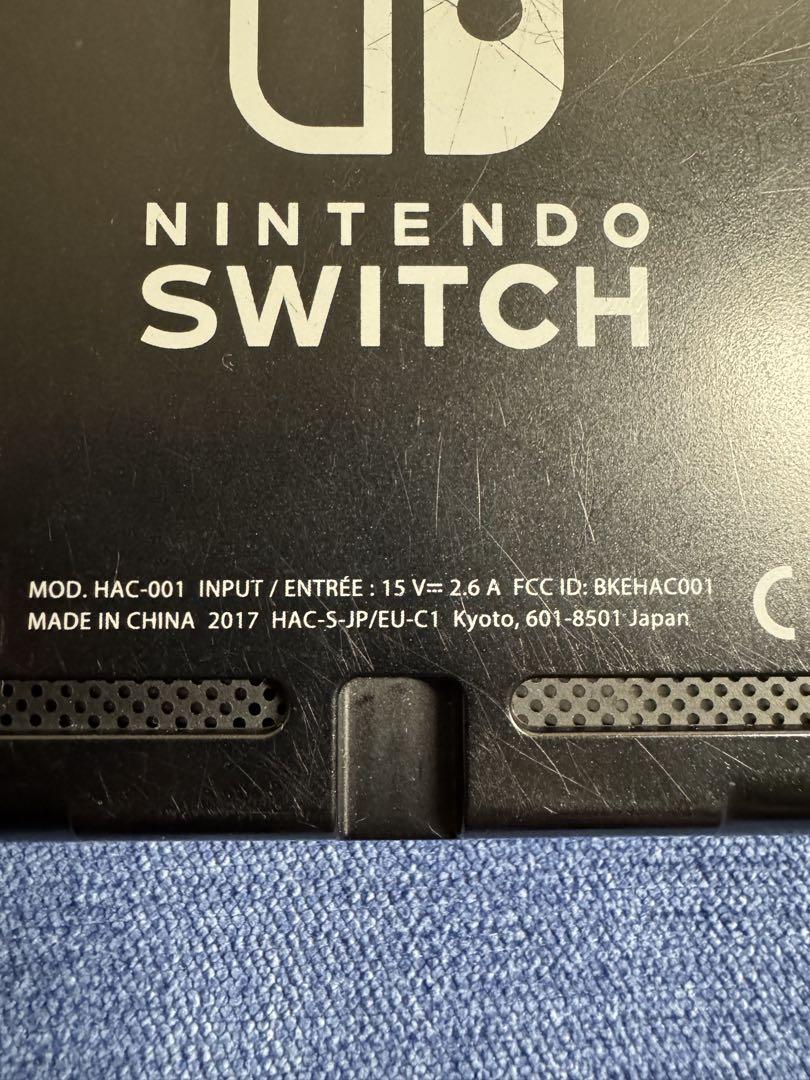 NINTENDO
SWITCH
MOD. HAC-001 INPUT / ENTRÉE : 15 V⎓ 2.6 A FCC ID: BKEHAC001
MADE IN CHINA 2017 HAC-S-JP/EU-C1 Kyoto, 601-8501 Japan